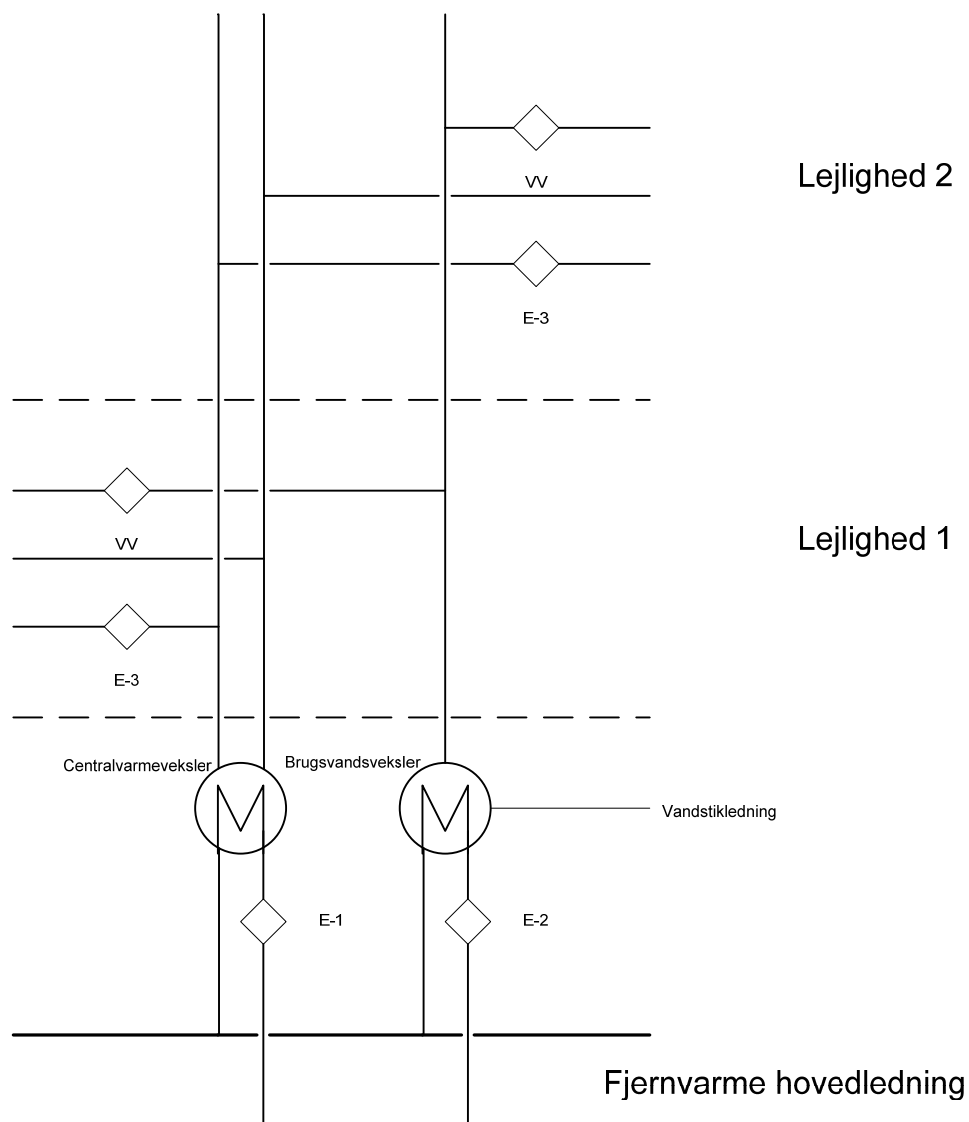 VV
Lejlighed 2
E-3
VV
Lejlighed 1
E-3
Centralvarmeveksler
Brugsvandsveksler
Vandstikledning
E-1
E-2
Fjernvarme hovedledning